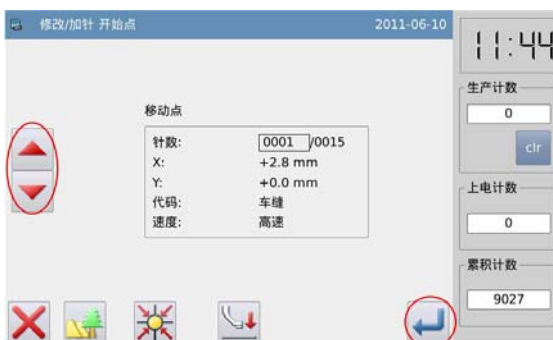 修改/加针 开始点 2011-06-10
11:44
移动点
针数: 0001 /0015
X: +2.8 mm
Y: +0.0 mm
代码: 车缝
速度: 高速
生产计数
0
clr
上电计数
0
累积计数
9027